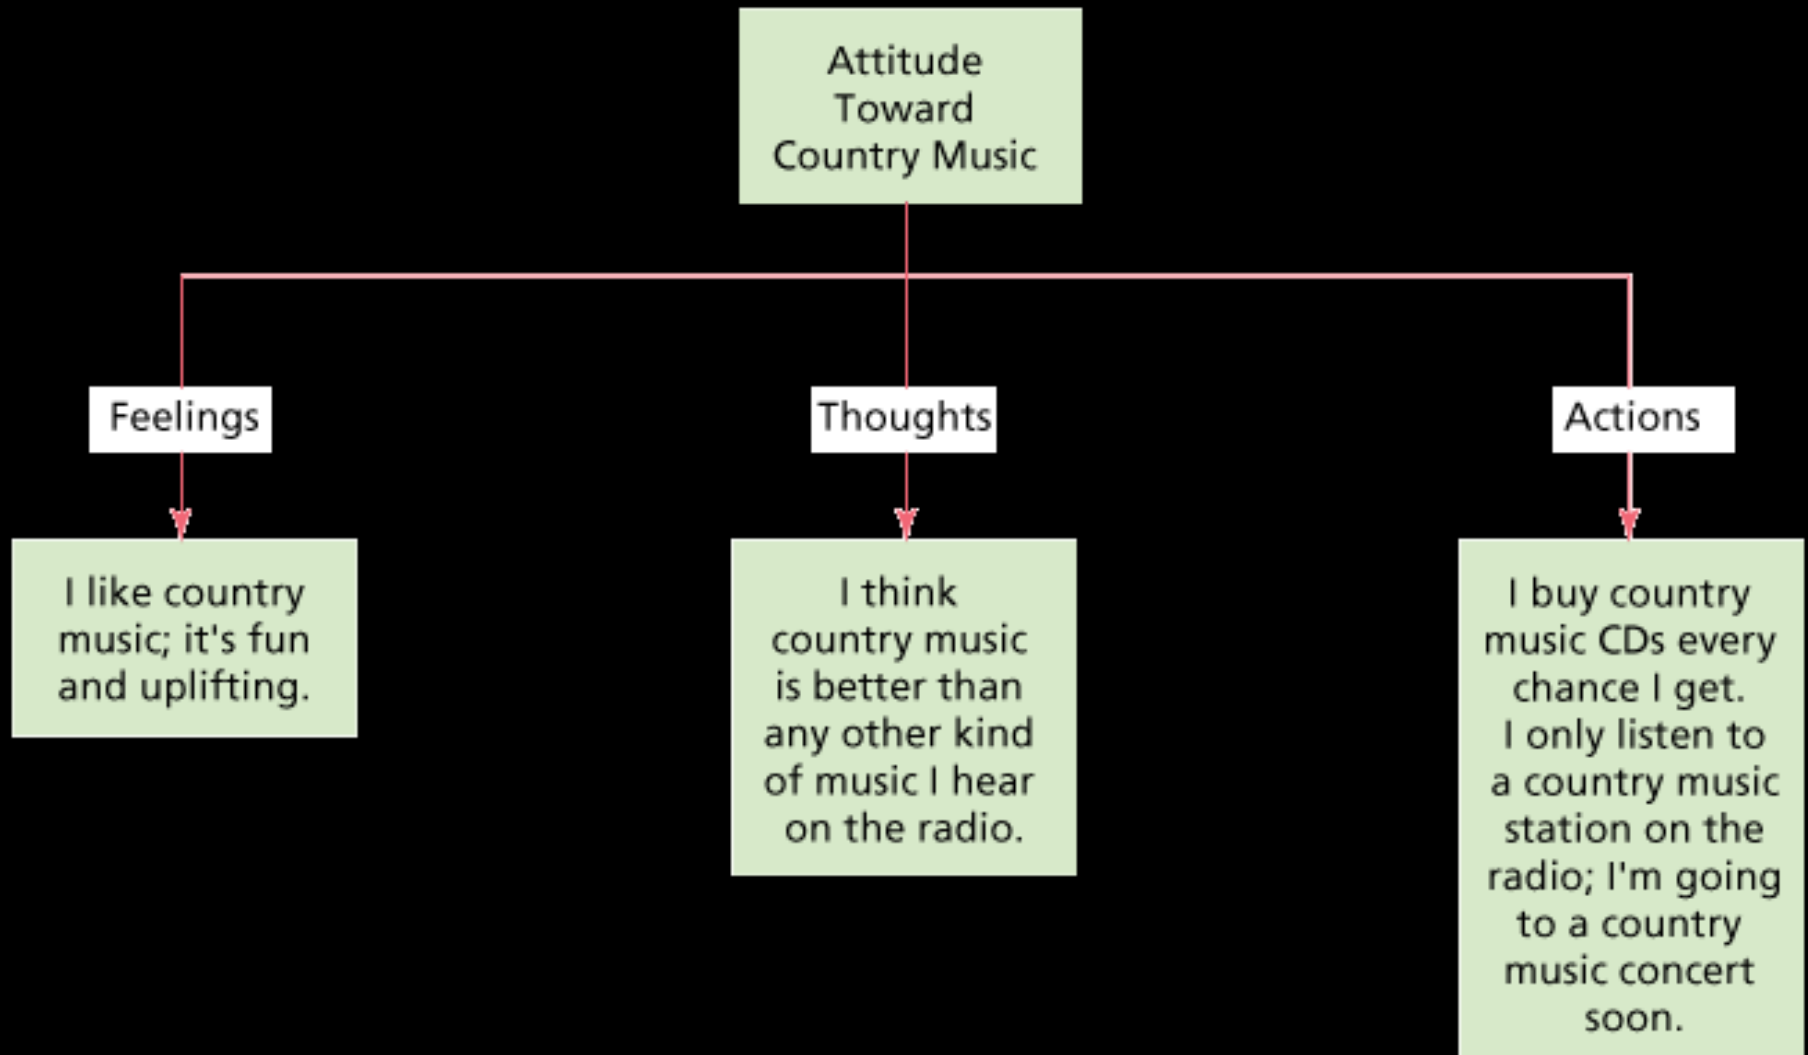 Attitude
Toward
Country Music
Feelings
Thoughts
Actions
I like country
music; it's fun
and uplifting.
I think
country music
is better than
any other kind
of music I hear
on the radio.
I buy country
music CDs every
chance I get.
I only listen to
a country music
station on the
radio; I'm going
to a country
music concert
soon.